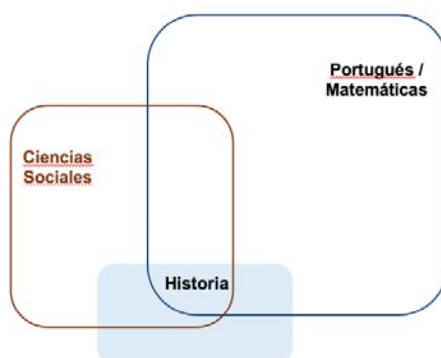 Portugués /
Matemáticas
Ciencias
Sociales
Historia